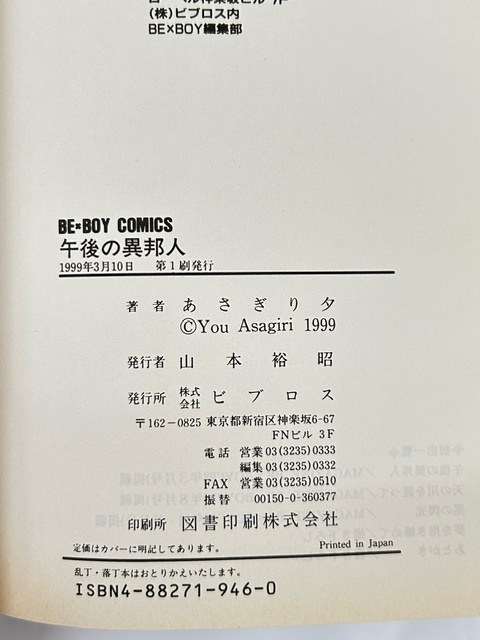 (株)ビブロス内
BE×BOY編集部
BE×BOY COMICS
午後の異邦人
1999年3月10日 第1刷発行
著者 あさぎり夕
©You Asagiri 1999
発行者 山本裕昭
発行所 株式会社 ビブロス
〒162-0825 東京都新宿区神楽坂6-67
FNビル 3F
電話 営業03(3235)0333
編集03(3232)0332
FAX 営業03(3235)0510
振替 00150-0-360377
印刷所 図書印刷株式会社
定価はカバーに明記してあります。 Printed in Japan
乱丁・落丁本はおとりかえいたします。
ISBN4-88271-946-0